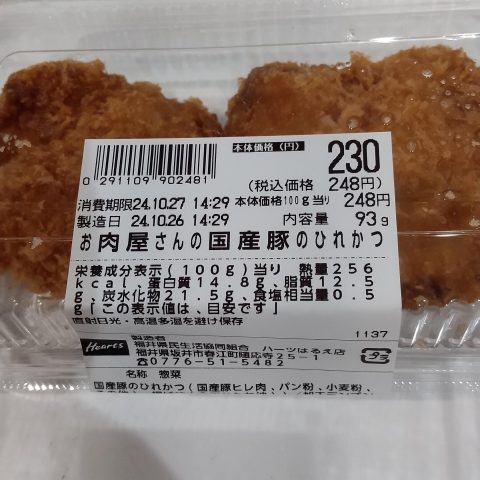 本体価格(円) 230
0 291109 902481
(税込価格 248円)
消費期限24.10.27 14:29 本体価格100g当り 248円
製造日 24.10.26 14:29 内容量 93g
お肉屋さんの国産豚のひれかつ
栄養成分表示(100g)当り 熱量256
kcal、蛋白質14.8g、脂質12.5
g、炭水化物21.5g、食塩相当量0.5
g「この表示値は、目安です」
直射日光・高温多湿を避け保存
1137
製造者
Hearts 福井県民生活協同組合 ハーツはるえ店
福井県坂井市春江町随応寺25-1
☎0776-51-5482
名称 惣菜
国産豚のひれかつ(国産豚ヒレ肉、パン粉、小麦粉、